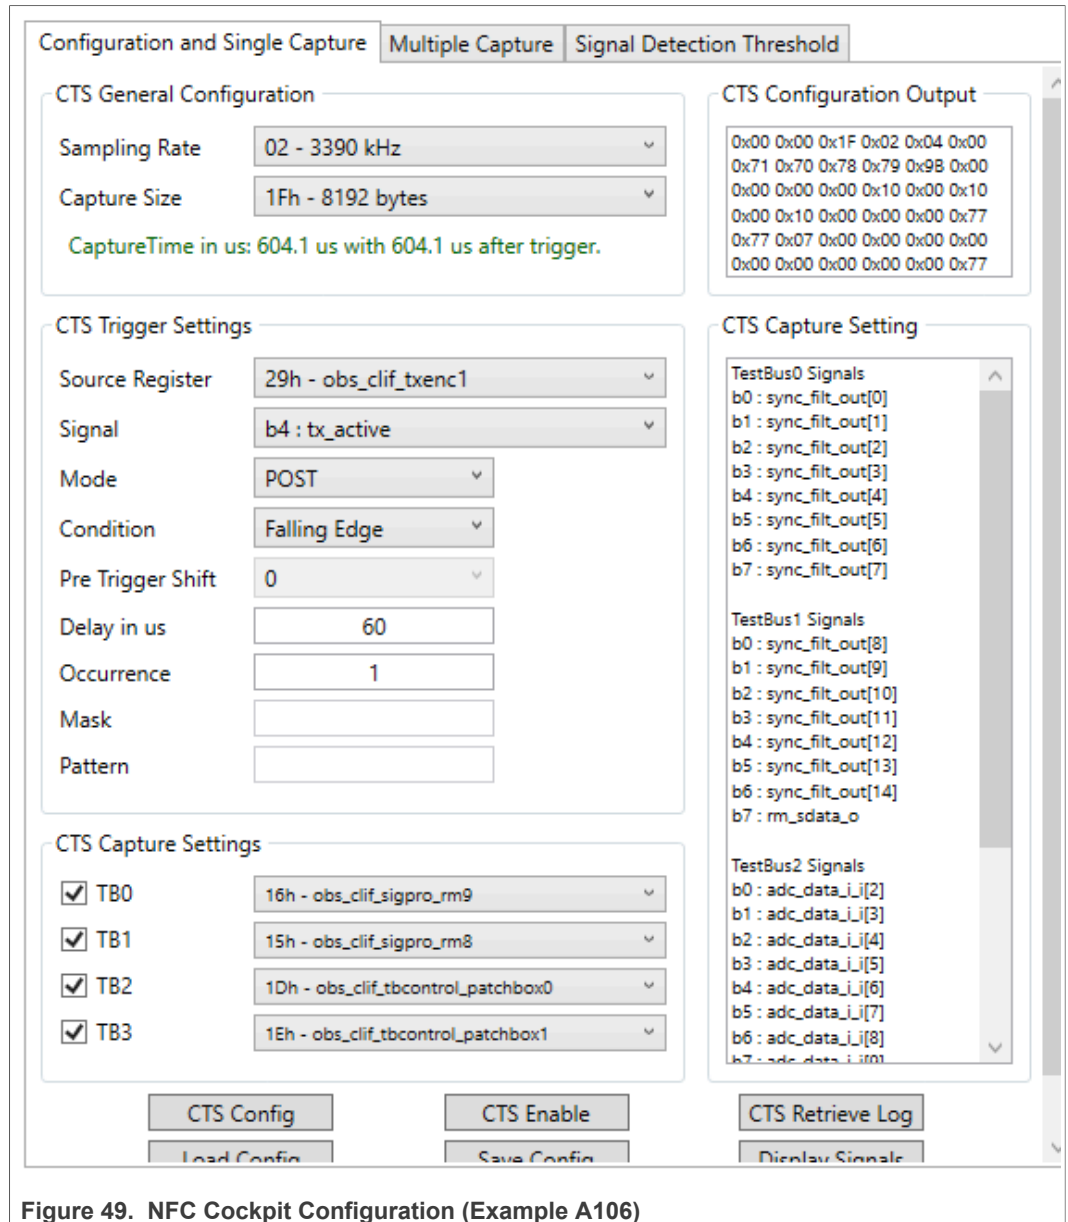 Configuration and Single Capture
Multiple Capture
Signal Detection Threshold
CTS General Configuration
Sampling Rate
02 - 3390 kHz
Capture Size
1Fh - 8192 bytes
CaptureTime in us: 604.1 us with 604.1 us after trigger.
CTS Configuration Output
0x00 0x00 0x1F 0x02 0x04 0x00
0x71 0x70 0x78 0x79 0x9B 0x00
0x00 0x00 0x00 0x10 0x00 0x10
0x00 0x10 0x00 0x00 0x00 0x77
0x77 0x07 0x00 0x00 0x00 0x00
0x00 0x00 0x00 0x00 0x00 0x77
CTS Trigger Settings
Source Register
29h - obs_clif_txenc1
Signal
b4 : tx_active
Mode
POST
Condition
Falling Edge
Pre Trigger Shift
0
Delay in us
60
Occurrence
1
Mask
Pattern
CTS Capture Settings
TB0
16h - obs_clif_sigpro_rm9
TB1
15h - obs_clif_sigpro_rm8
TB2
1Dh - obs_clif_tbcontrol_patchbox0
TB3
1Eh - obs_clif_tbcontrol_patchbox1
CTS Capture Setting
TestBus0 Signals
b0 : sync_filt_out[0]
b1 : sync_filt_out[1]
b2 : sync_filt_out[2]
b3 : sync_filt_out[3]
b4 : sync_filt_out[4]
b5 : sync_filt_out[5]
b6 : sync_filt_out[6]
b7 : sync_filt_out[7]
TestBus1 Signals
b0 : sync_filt_out[8]
b1 : sync_filt_out[9]
b2 : sync_filt_out[10]
b3 : sync_filt_out[11]
b4 : sync_filt_out[12]
b5 : sync_filt_out[13]
b6 : sync_filt_out[14]
b7 : rm_sdata_o
TestBus2 Signals
b0 : adc_data_i_i[2]
b1 : adc_data_i_i[3]
b2 : adc_data_i_i[4]
b3 : adc_data_i_i[5]
b4 : adc_data_i_i[6]
b5 : adc_data_i_i[7]
b6 : adc_data_i_i[8]
b7 : adc_data_i_i[9]
CTS Config
CTS Enable
CTS Retrieve Log
Load Config
Save Config
Display Signals
Figure 49. NFC Cockpit Configuration (Example A106)